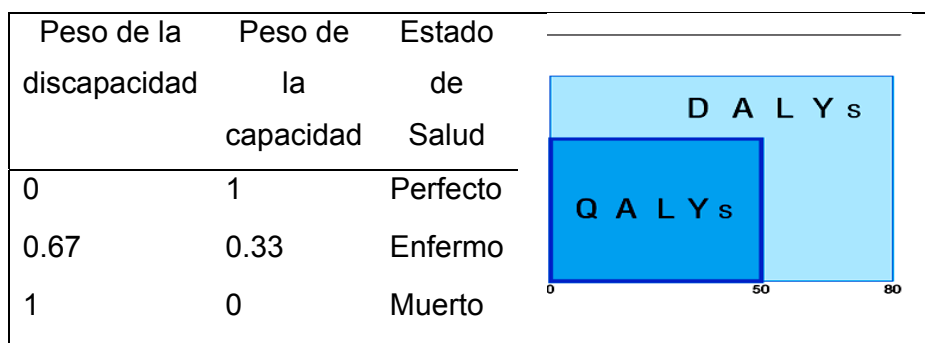 Peso de la Peso de Estado
discapacidad la de
capacidad Salud
0 1 Perfecto
0.67 0.33 Enfermo
1 0 Muerto
D A L Y s
Q A L Y s
0 50 80